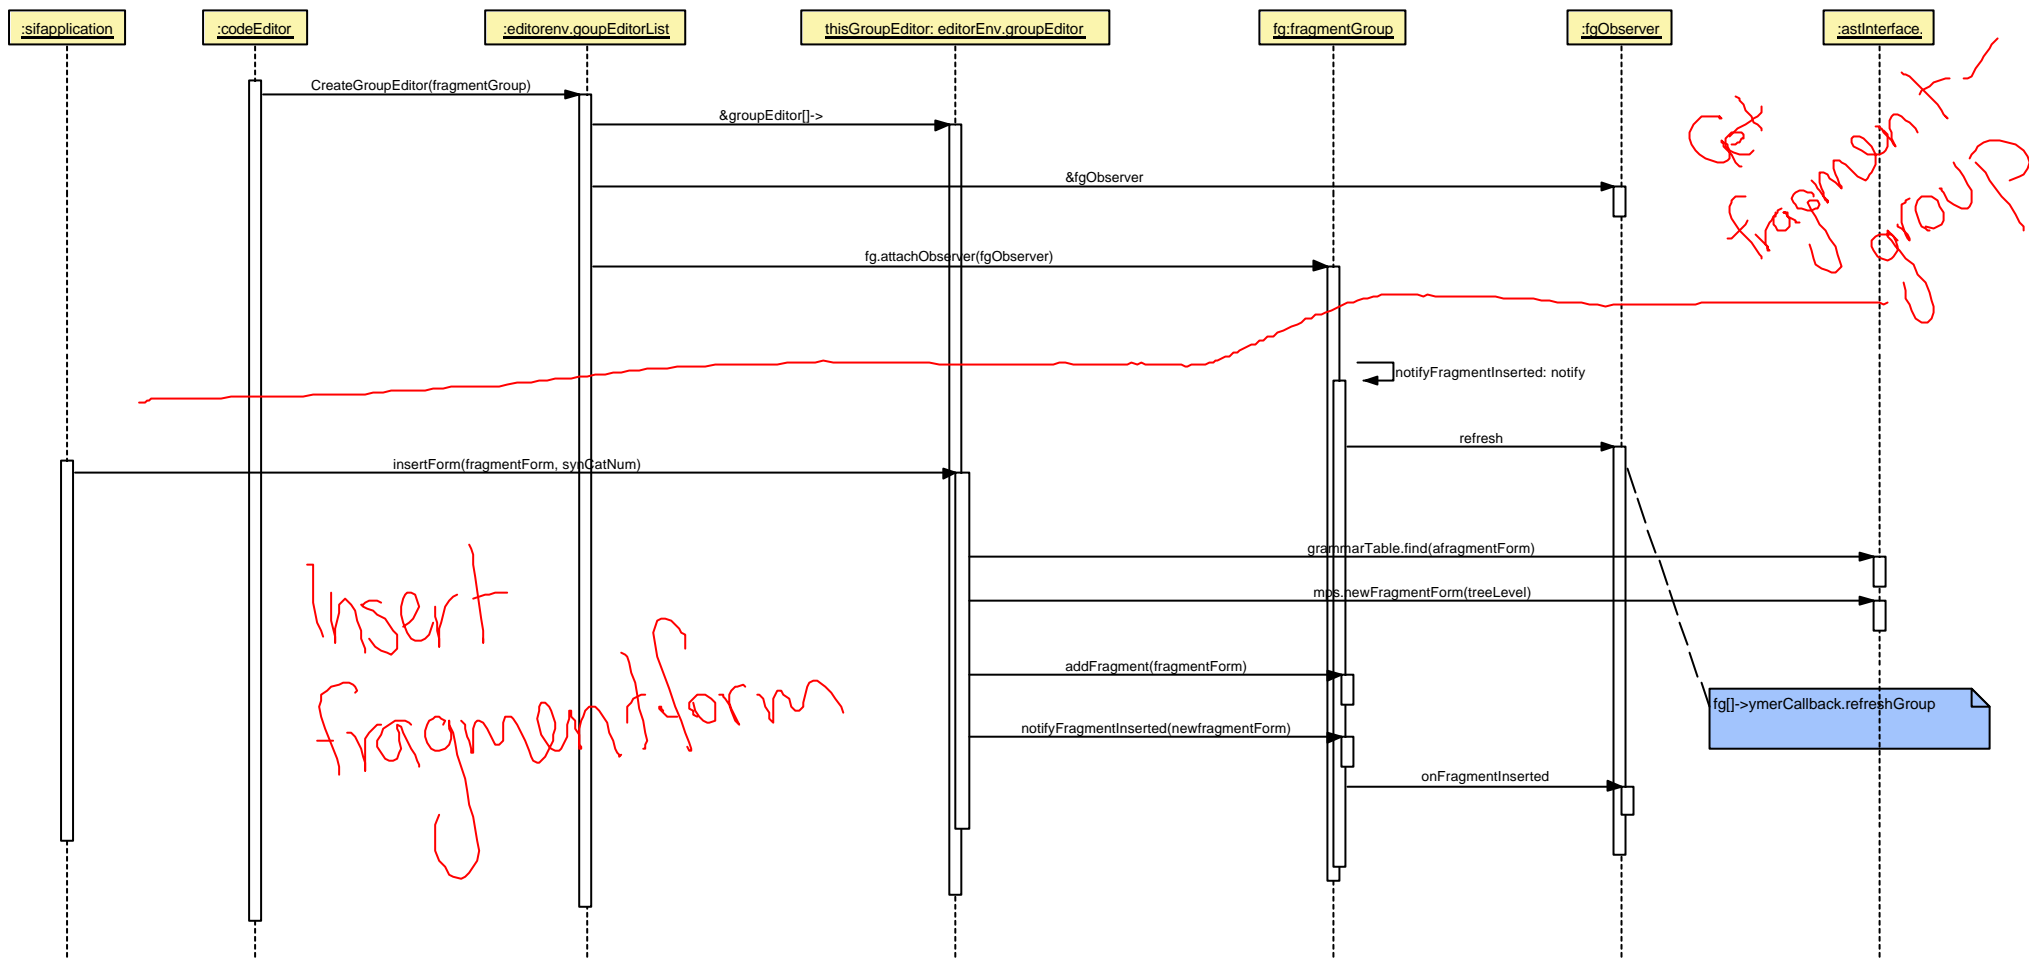 :sifapplication
:codeEditor
:editorenv.goupEditorList
thisGroupEditor: editorEnv.groupEditor
fg:fragmentGroup
:fgObserver
:astInterface.
CreateGroupEditor(fragmentGroup)
&groupEditor[]->
&fgObserver
Get
fragment-
group
fg.attachObserver(fgObserver)
notifyFragmentInserted: notify
refresh
insertForm(fragmentForm, synCatNum)
grammarTable.find(afragmentForm)
mps.newFragmentForm(treeLevel)
Insert
fragmentform
addFragment(fragmentForm)
fg[]->ymerCallback.refreshGroup
notifyFragmentInserted(newfragmentForm)
onFragmentInserted